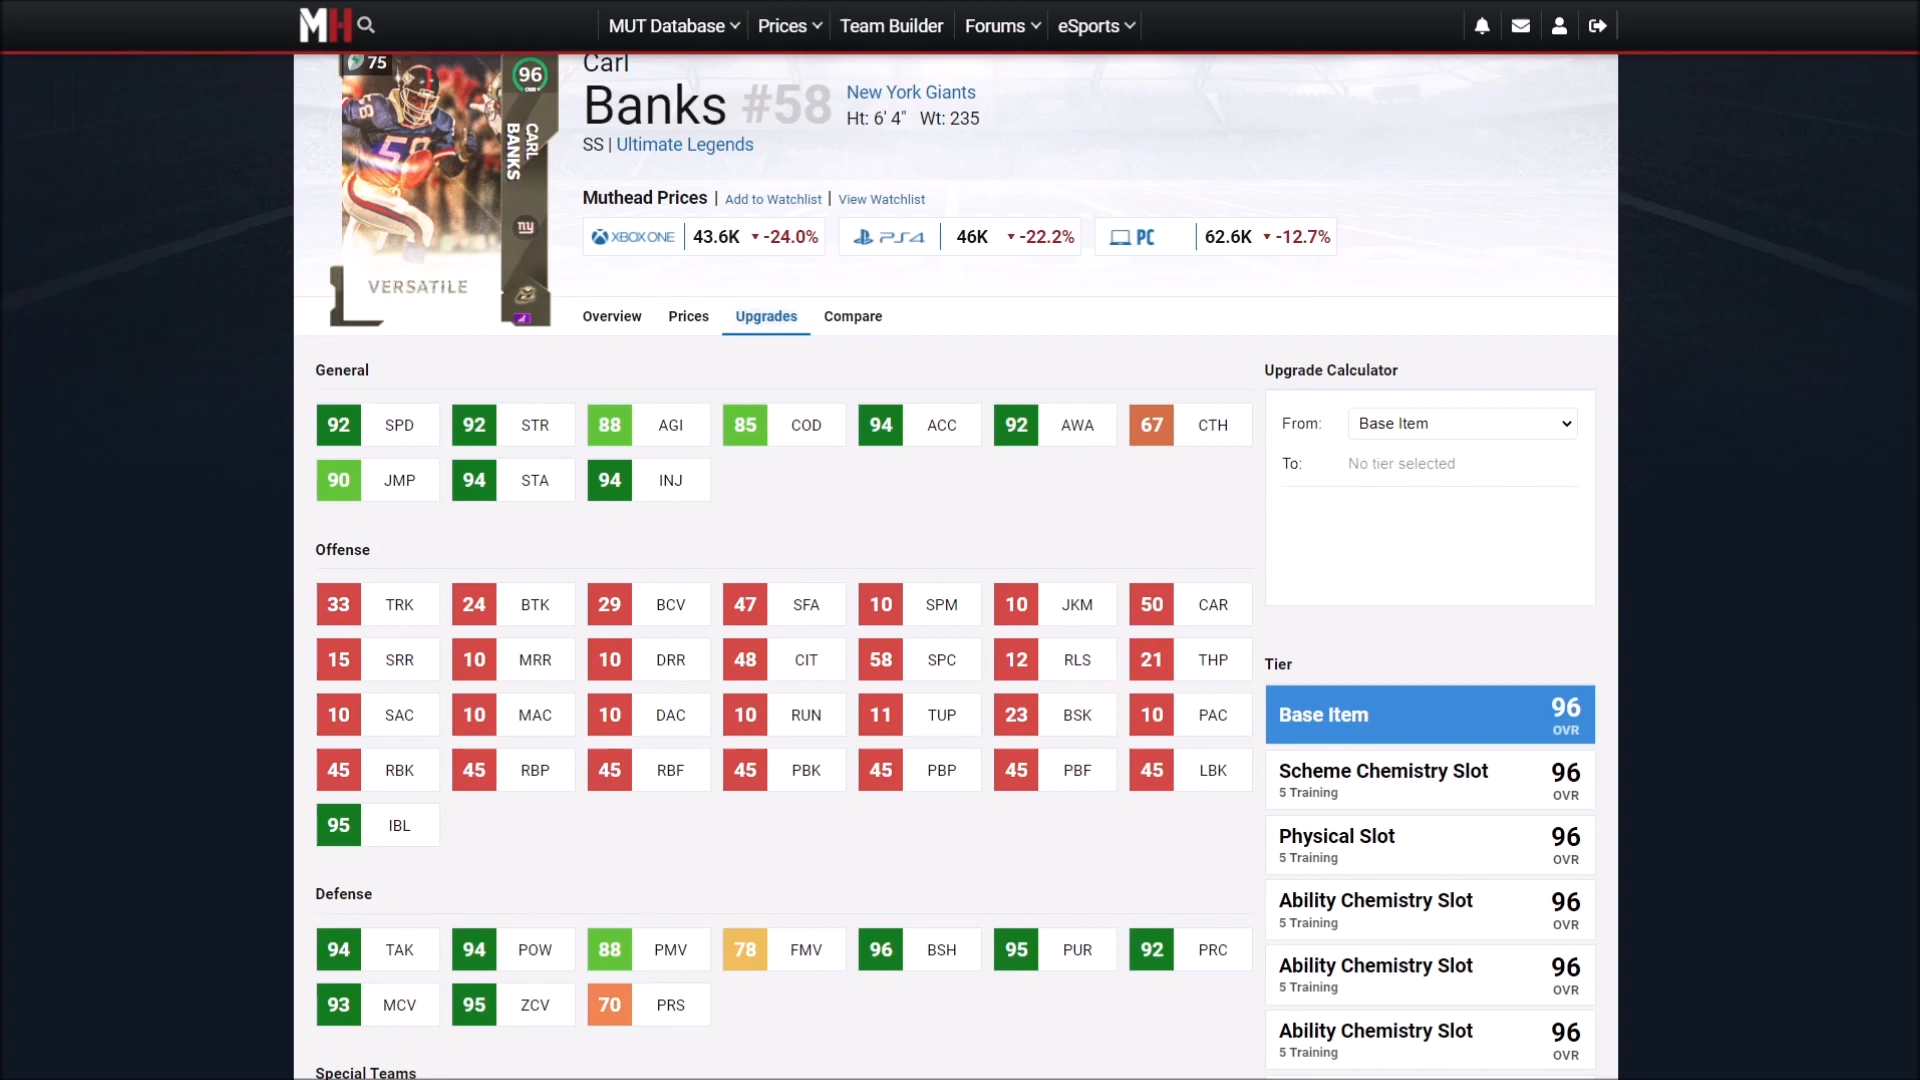 MH
MUT Database
Prices
Team Builder
Forums
eSports
75
96
OVR
CARL
BANKS
58
ny
VERSATILE
Carl
Banks #58
New York Giants
Ht: 6' 4" Wt: 235
SS | Ultimate Legends
Muthead Prices | Add to Watchlist | View Watchlist
XBOX ONE 43.6K -24.0%
PS4 46K -22.2%
PC 62.6K -12.7%
Overview Prices Upgrades Compare
General
92 SPD 92 STR 88 AGI 85 COD 94 ACC 92 AWA 67 CTH
90 JMP 94 STA 94 INJ
Offense
33 TRK 24 BTK 29 BCV 47 SFA 10 SPM 10 JKM 50 CAR
15 SRR 10 MRR 10 DRR 48 CIT 58 SPC 12 RLS 21 THP
10 SAC 10 MAC 10 DAC 10 RUN 11 TUP 23 BSK 10 PAC
45 RBK 45 RBP 45 RBF 45 PBK 45 PBP 45 PBF 45 LBK
95 IBL
Defense
94 TAK 94 POW 88 PMV 78 FMV 96 BSH 95 PUR 92 PRC
93 MCV 95 ZCV 70 PRS
Special Teams
Upgrade Calculator
From: Base Item
To: No tier selected
Tier
Base Item 96
OVR
Scheme Chemistry Slot 96
5 Training OVR
Physical Slot 96
5 Training OVR
Ability Chemistry Slot 96
5 Training OVR
Ability Chemistry Slot 96
5 Training OVR
Ability Chemistry Slot 96
5 Training OVR